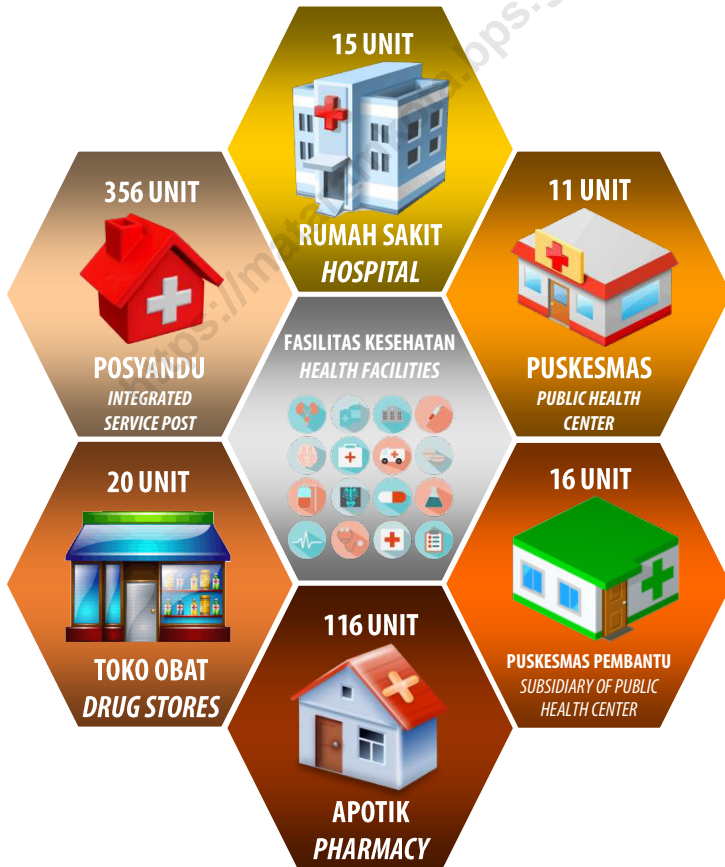 15 UNIT
RUMAH SAKIT
HOSPITAL
356 UNIT
POSYANDU
INTEGRATED
SERVICE POST
11 UNIT
PUSKESMAS
PUBLIC HEALTH
CENTER
FASILITAS KESEHATAN
HEALTH FACILITIES
20 UNIT
TOKO OBAT
DRUG STORES
16 UNIT
PUSKESMAS PEMBANTU
SUBSIDIARY OF PUBLIC
HEALTH CENTER
116 UNIT
APOTIK
PHARMACY